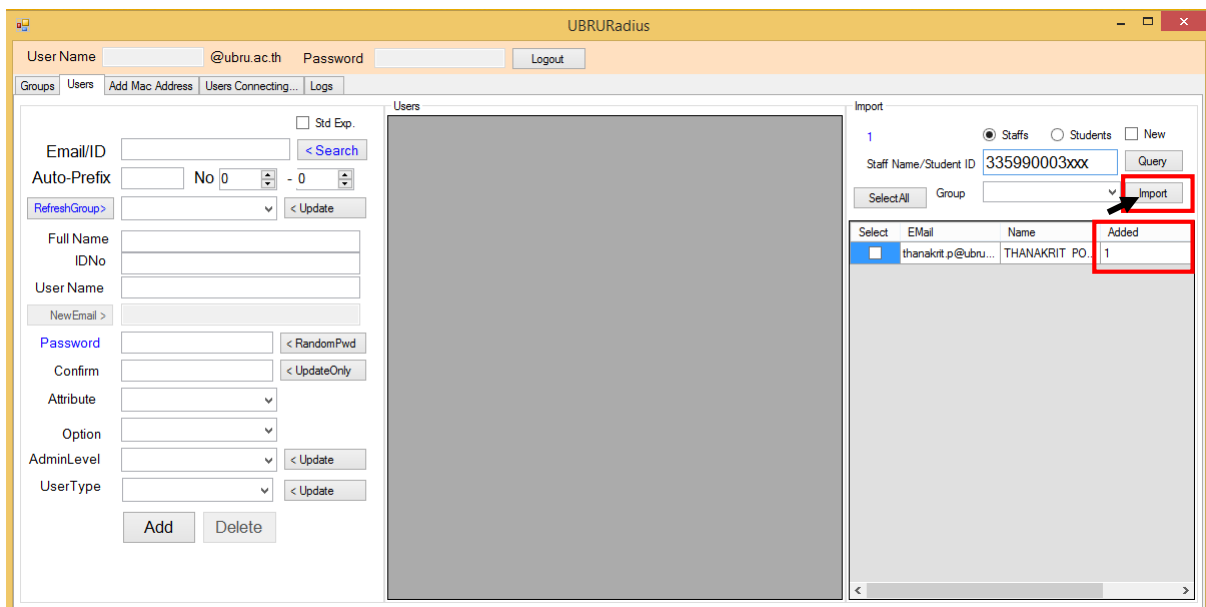 UBRURadius
User Name @ubru.ac.th Password Logout
Groups Users Add Mac Address Users Connecting... Logs
Std Exp.
Email/ID < Search
Auto-Prefix No 0 - 0
RefreshGroup> < Update
Full Name
IDNo
User Name
NewEmail >
Password < RandomPwd
Confirm < UpdateOnly
Attribute
Option
AdminLevel < Update
UserType < Update
Add Delete
Users
Import
1 Staffs Students New
Staff Name/Student ID 335990003xxx Query
SelectAll Group Import
Select EMail Name Added
thanakrit.p@ubru... THANAKRIT PO... 1